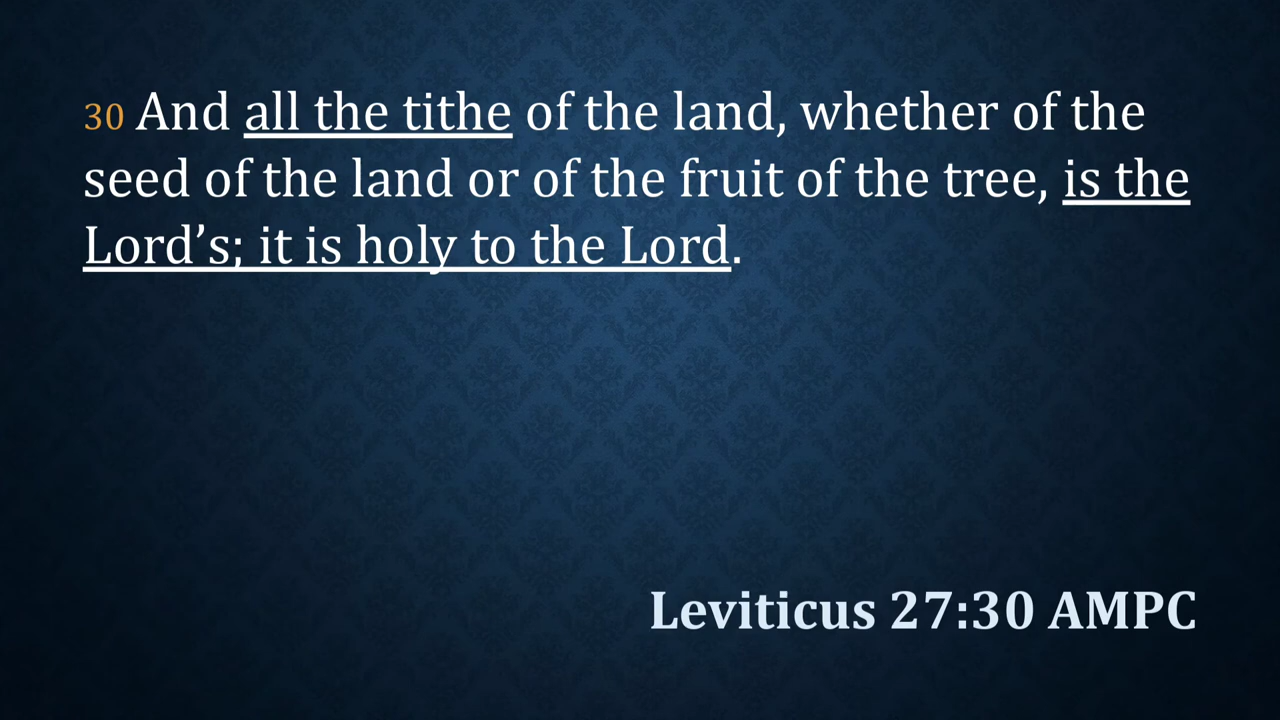 30 And all the tithe of the land, whether of the
seed of the land or of the fruit of the tree, is the
Lord’s; it is holy to the Lord.
Leviticus 27:30 AMPC